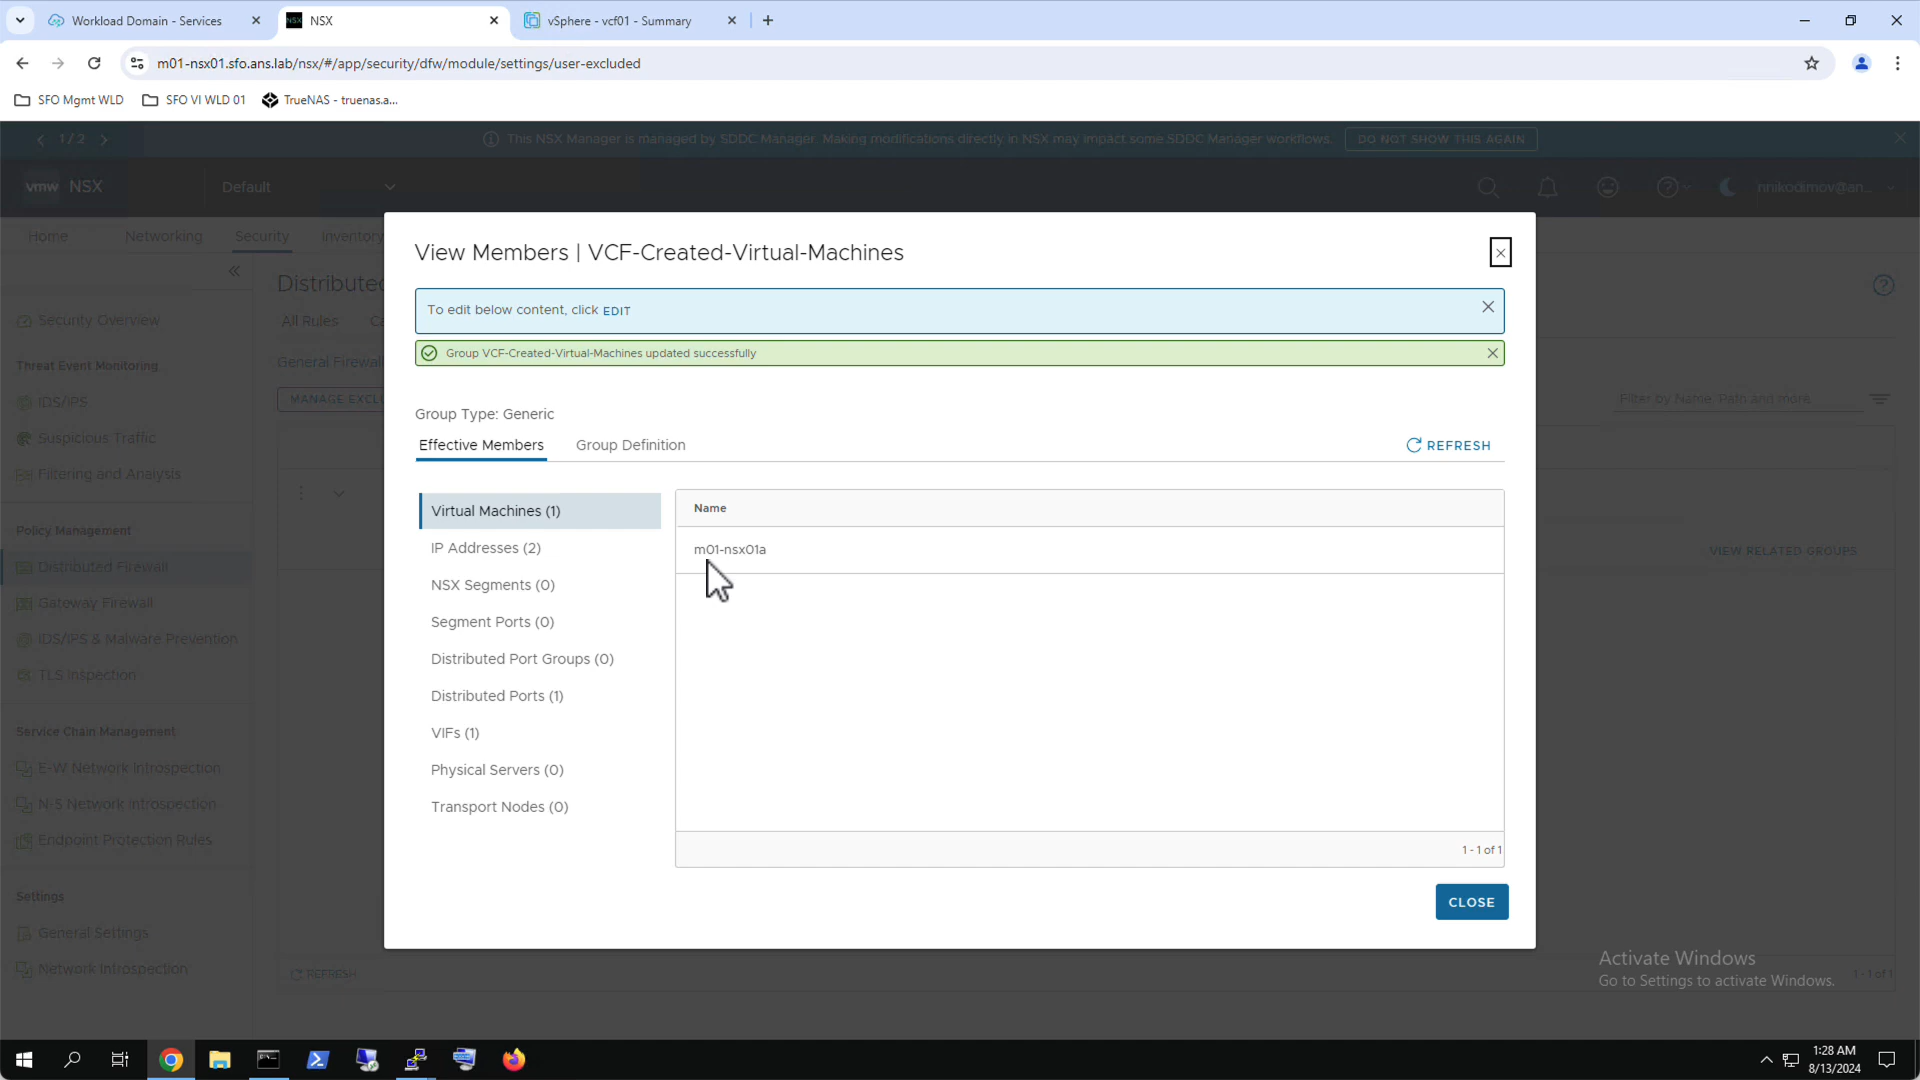 Workload Domain - Services
NSX
vSphere - vcf01 - Summary
m01-nsx01.sfo.ans.lab/nsx/#/app/security/dfw/module/settings/user-excluded
SFO Mgmt WLD
SFO VI WLD 01
TrueNAS - truenas.a...
1 / 2
This NSX Manager is managed by SDDC Manager. Making modifications directly in NSX may impact some SDDC Manager workflows.
DO NOT SHOW THIS AGAIN
vmw NSX
Default
nnikodimov@an...
Home
Networking
Security
Inventory
Distributed
All Rules
Ca
General Firewall
MANAGE EXCL
Filter by Name, Path and more
VIEW RELATED GROUPS
REFRESH
1 - 1 of 1
Security Overview
Threat Event Monitoring
IDS/IPS
Suspicious Traffic
Filtering and Analysis
Policy Management
Distributed Firewall
Gateway Firewall
IDS/IPS & Malware Prevention
TLS Inspection
Service Chain Management
E-W Network Introspection
N-S Network Introspection
Endpoint Protection Rules
Settings
General Settings
Network Introspection
View Members | VCF-Created-Virtual-Machines
To edit below content, click EDIT
Group VCF-Created-Virtual-Machines updated successfully
Group Type: Generic
Effective Members
Group Definition
REFRESH
Virtual Machines (1)
IP Addresses (2)
NSX Segments (0)
Segment Ports (0)
Distributed Port Groups (0)
Distributed Ports (1)
VIFs (1)
Physical Servers (0)
Transport Nodes (0)
Name
m01-nsx01a
1 - 1 of 1
CLOSE
Activate Windows
Go to Settings to activate Windows.
1:28 AM
8/13/2024